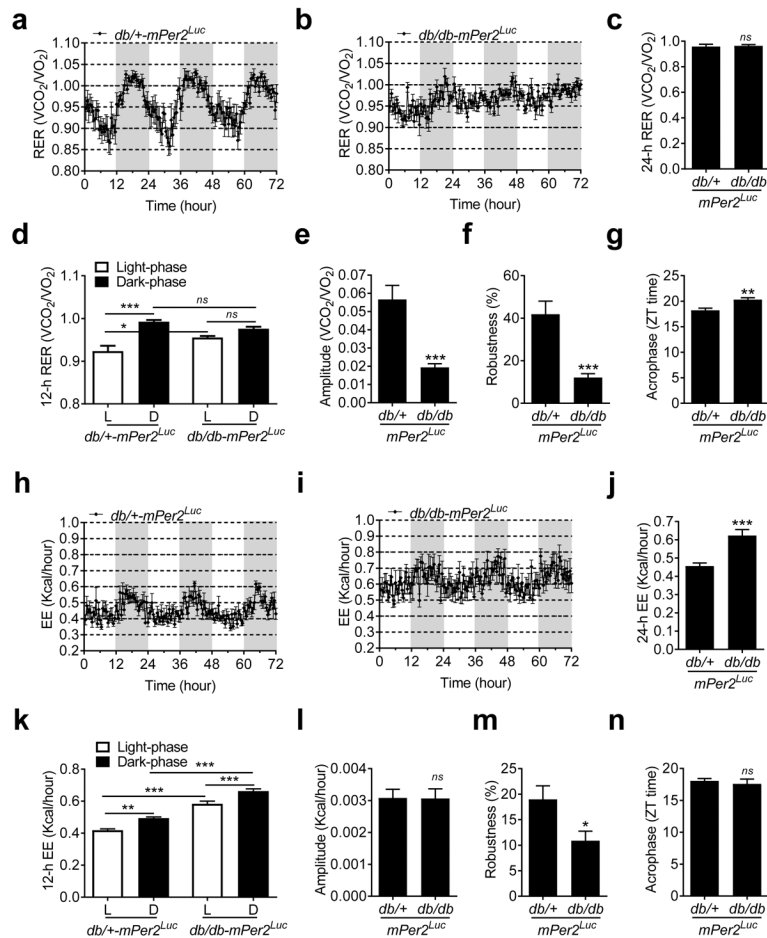 a
db/+-mPer2Luc
RER (VCO2/VO2)
1.10
1.05
1.00
0.95
0.90
0.85
0.80
0 12 24 36 48 60 72
Time (hour)
b
db/db-mPer2Luc
RER (VCO2/VO2)
1.10
1.05
1.00
0.95
0.90
0.85
0.80
0 12 24 36 48 60 72
Time (hour)
c
24-h RER (VCO2/VO2)
1.0
0.8
0.6
0.4
0.2
0.0
ns
db/+ db/db
mPer2Luc
d
12-h RER (VCO2/VO2)
Light-phase
Dark-phase
1.1
1.0
0.9
0.8
ns
***
ns
*
L D L D
db/+-mPer2Luc db/db-mPer2Luc
e
Amplitude (VCO2/VO2)
0.07
0.06
0.05
0.04
0.03
0.02
0.01
0.00
***
db/+ db/db
mPer2Luc
f
Robustness (%)
60
40
20
0
***
db/+ db/db
mPer2Luc
g
Acrophase (ZT time)
25
20
15
10
5
0
**
db/+ db/db
mPer2Luc
h
db/+-mPer2Luc
EE (Kcal/hour)
1.0
0.9
0.8
0.7
0.6
0.5
0.4
0.3
0.2
0 12 24 36 48 60 72
Time (hour)
i
db/db-mPer2Luc
EE (Kcal/hour)
1.0
0.9
0.8
0.7
0.6
0.5
0.4
0.3
0.2
0 12 24 36 48 60 72
Time (hour)
j
24-h EE (Kcal/hour)
0.7
0.6
0.5
0.4
0.3
0.2
0.1
0.0
***
db/+ db/db
mPer2Luc
k
12-h EE (Kcal/hour)
Light-phase
Dark-phase
0.8
0.6
0.4
0.2
0.0
***
***
***
**
L D L D
db/+-mPer2Luc db/db-mPer2Luc
l
Amplitude (Kcal/hour)
0.004
0.003
0.002
0.001
0.000
ns
db/+ db/db
mPer2Luc
m
Robustness (%)
25
20
15
10
5
0
*
db/+ db/db
mPer2Luc
n
Acrophase (ZT time)
25
20
15
10
5
0
ns
db/+ db/db
mPer2Luc